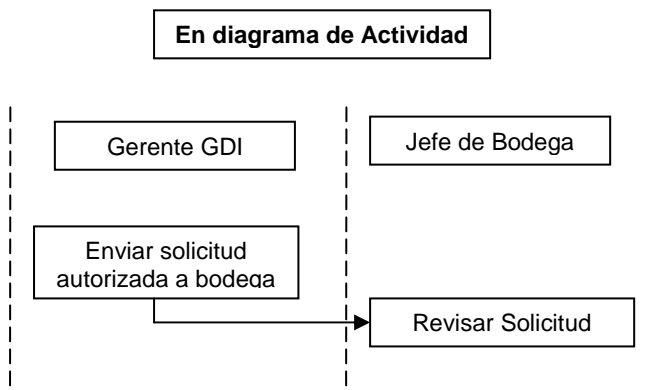 En diagrama de Actividad
Gerente GDI
Jefe de Bodega
Enviar solicitud
autorizada a bodega
Revisar Solicitud